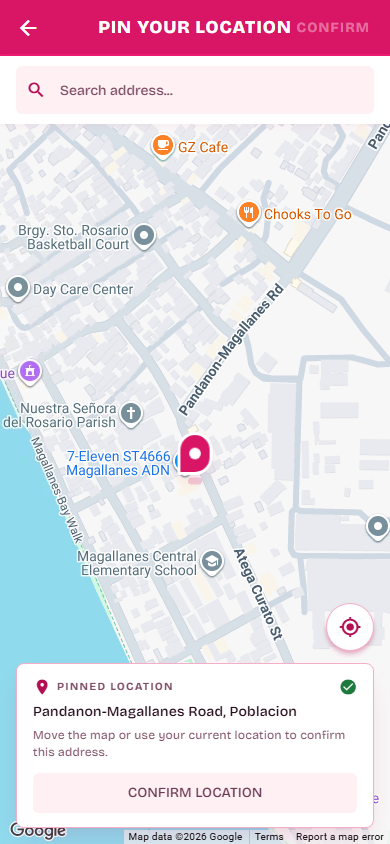 PIN YOUR LOCATION CONFIRM
Search address...
GZ Cafe
Chooks To Go
Brgy. Sto. Rosario
Basketball Court
Day Care Center
Pandanon-Magallanes Rd
Nuestra Señora
del Rosario Parish
7-Eleven ST4666
Magallanes ADN
Magallanes Bay Walk
Magallanes Central
Elementary School
Atega Curato St
PINNED LOCATION
Pandanon-Magallanes Road, Poblacion
Move the map or use your current location to confirm
this address.
CONFIRM LOCATION
Google
Map data ©2026 Google
Terms
Report a map error